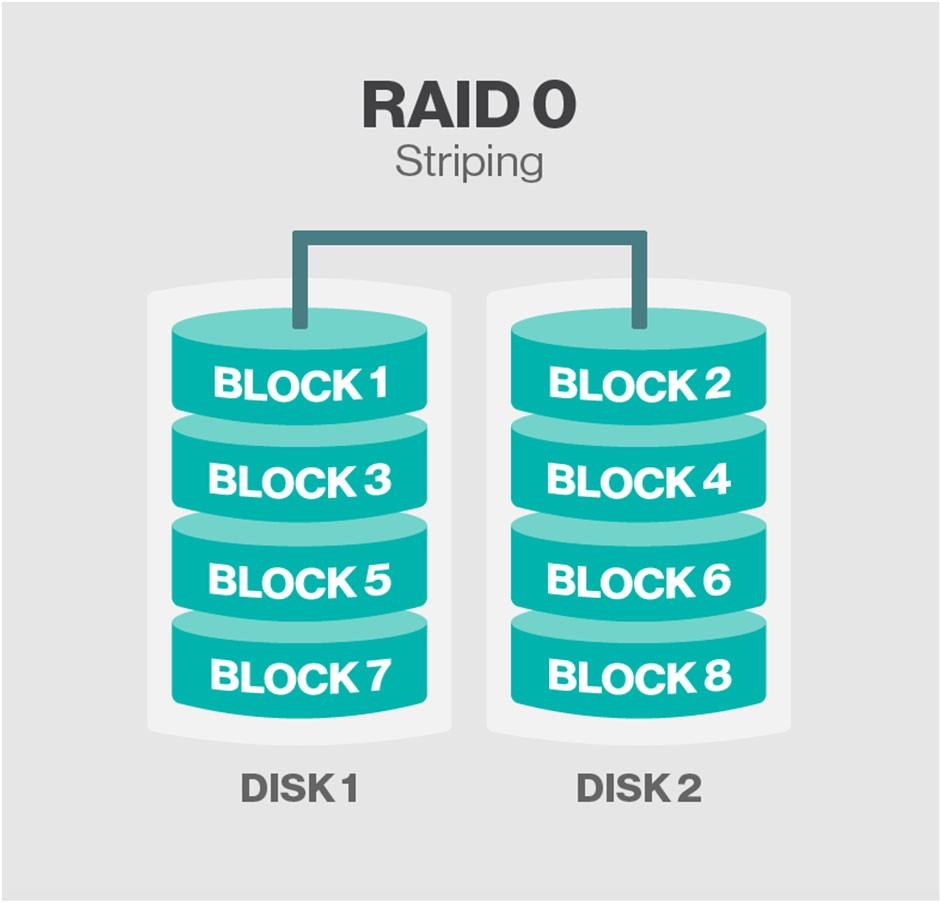 RAID 0
Striping
BLOCK 1
BLOCK 2
BLOCK 3
BLOCK 4
BLOCK 5
BLOCK 6
BLOCK 7
BLOCK 8
DISK 1
DISK 2